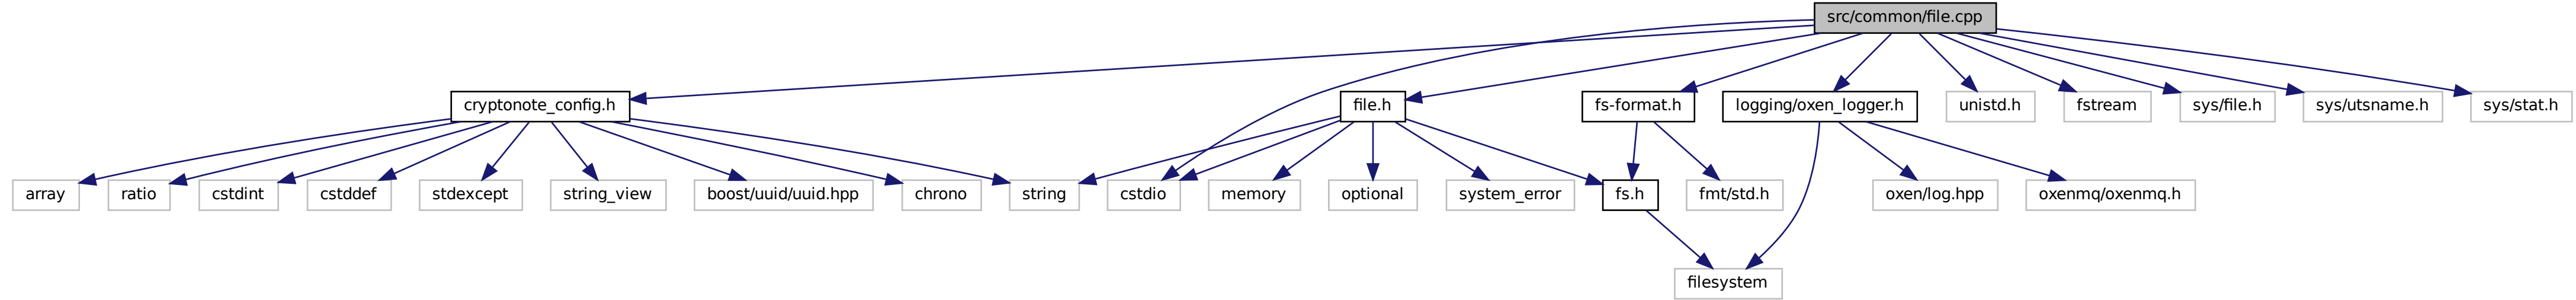 src/common/file.cpp
cryptonote_config.h
file.h
fs-format.h
logging/oxen_logger.h
unistd.h
fstream
sys/file.h
sys/utsname.h
sys/stat.h
array
ratio
cstdint
cstddef
stdexcept
string_view
boost/uuid/uuid.hpp
chrono
string
cstdio
memory
optional
system_error
fs.h
fmt/std.h
oxen/log.hpp
oxenmq/oxenmq.h
filesystem